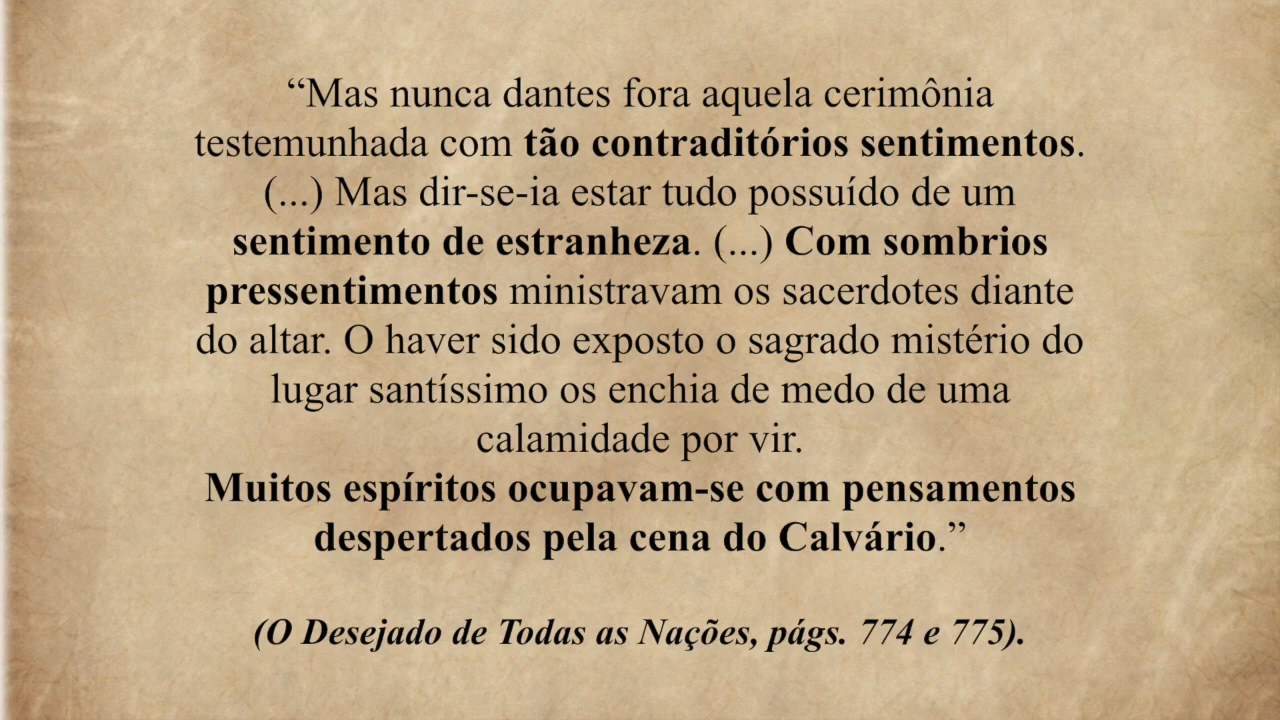 “Mas nunca dantes fora aquela cerimônia
testemunhada com tão contraditórios sentimentos.
(...) Mas dir-se-ia estar tudo possuído de um
sentimento de estranheza. (...) Com sombrios
pressentimentos ministravam os sacerdotes diante
do altar. O haver sido exposto o sagrado mistério do
lugar santíssimo os enchia de medo de uma
calamidade por vir.
Muitos espíritos ocupavam-se com pensamentos
despertados pela cena do Calvário.”
(O Desejado de Todas as Nações, págs. 774 e 775).